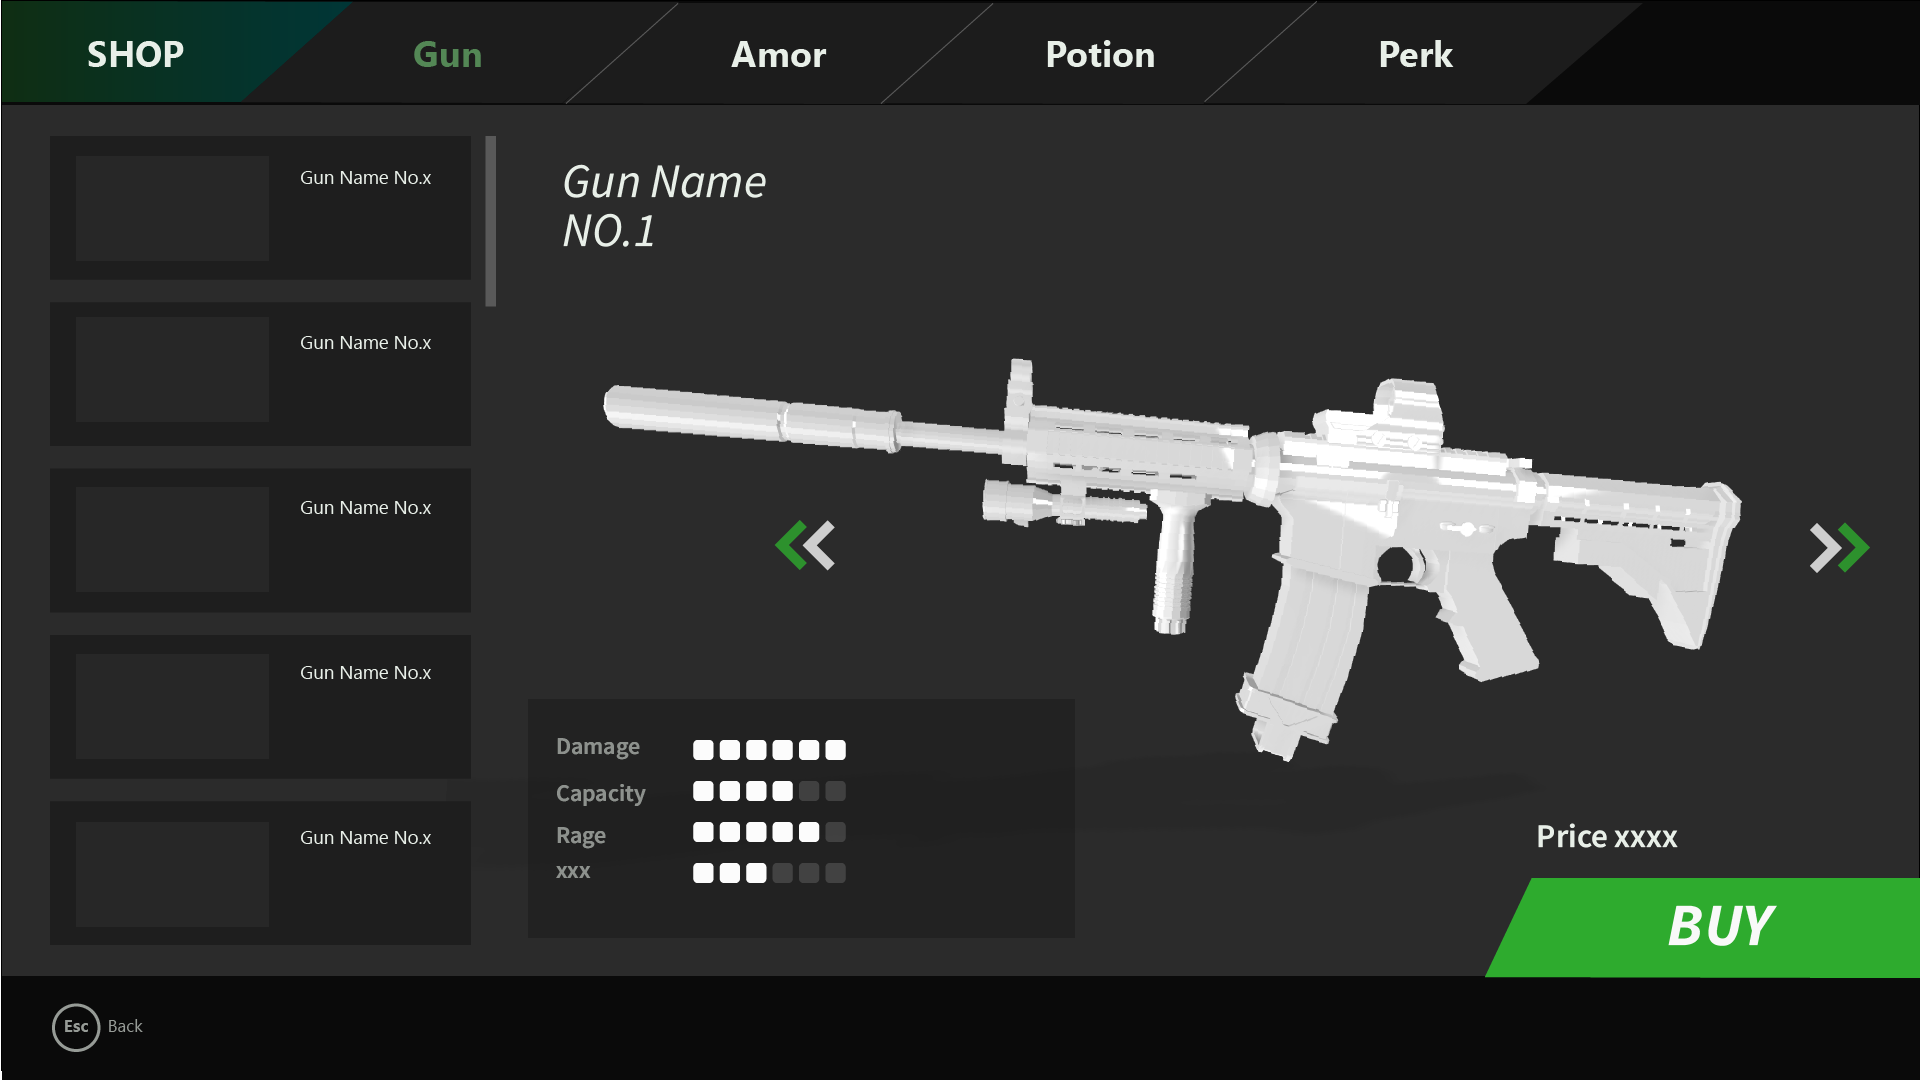 SHOP
Gun
Amor
Potion
Perk
Gun Name No.x
Gun Name No.x
Gun Name No.x
Gun Name No.x
Gun Name No.x
Gun Name
NO.1
Damage
Capacity
Rage
xxx
Price xxxx
BUY
Esc Back